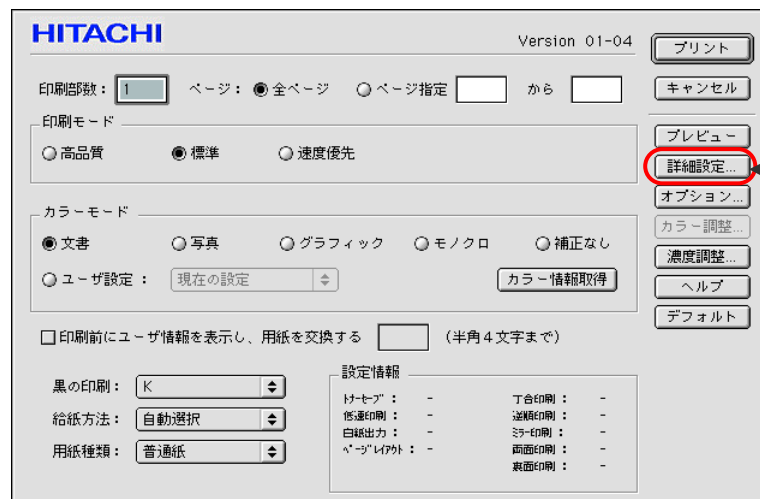 HITACHI Version 01-04
印刷部数： 1 ページ： 全ページ ページ指定 から
印刷モード
高品質 標準 速度優先
カラーモード
文書 写真 グラフィック モノクロ 補正なし
ユーザ設定： 現在の設定 カラー情報取得
印刷前にユーザ情報を表示し、用紙を交換する (半角４文字まで)
黒の印刷： K
給紙方法： 自動選択
用紙種類： 普通紙
設定情報
ﾄﾅｰｾｰﾌﾞ： - 丁合印刷： -
低速印刷： - 逆順印刷： -
白紙出力： - ﾐﾗｰ印刷： -
ﾍﾟｰｼﾞﾚｲｱｳﾄ： - 両面印刷： -
裏面印刷： -
プリント
キャンセル
プレビュー
詳細設定...
オプション...
カラー調整...
濃度調整...
ヘルプ
デフォルト